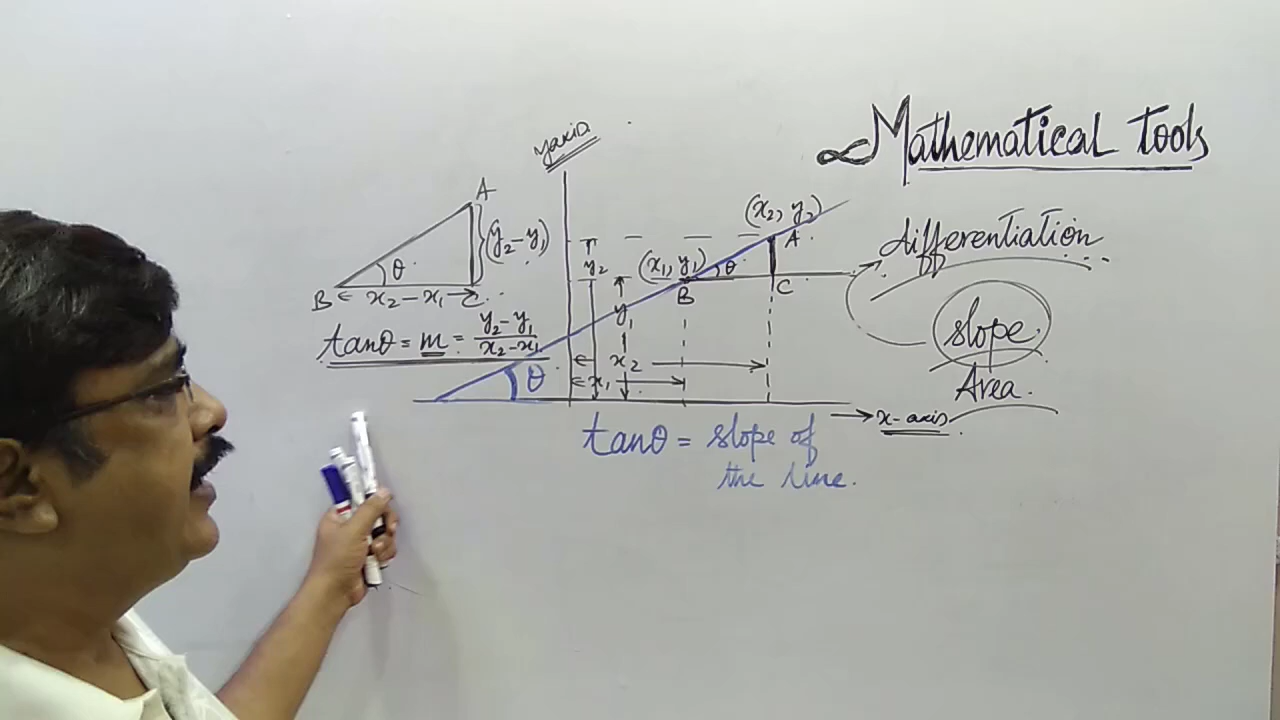 Mathematical Tools
differentiation...
slope
Area.
y axis
A
(y₂-y₁)
θ
B x₂-x₁ C
tanθ = m = y₂-y₁/x₂-x₁
(x₂, y₂)
A
y₂
(x₁, y₁)
θ
B
C
y₁
x₂
x₁
θ
x-axis
tanθ = slope of
the line.